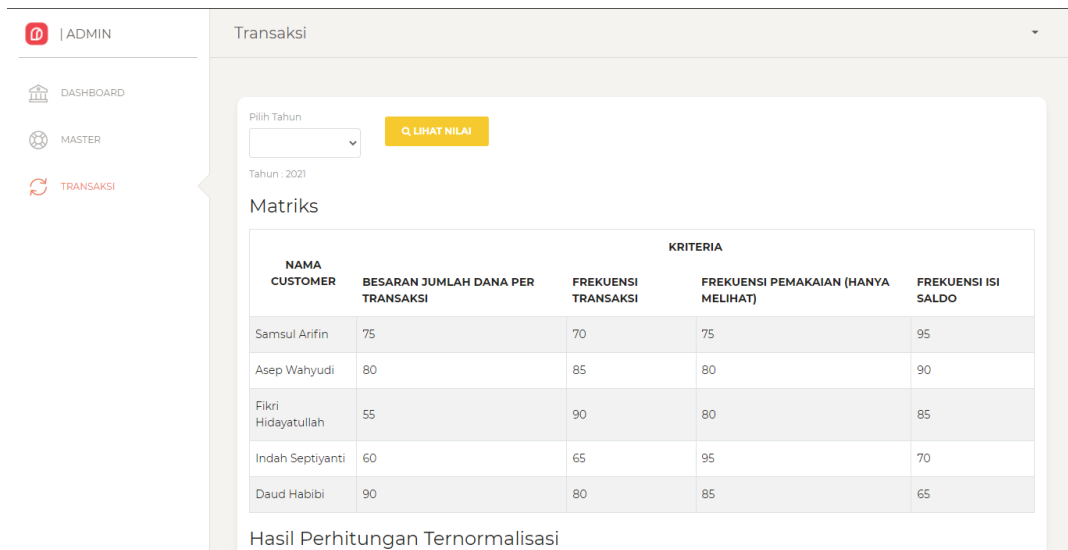 | ADMIN
Transaksi
DASHBOARD
MASTER
TRANSAKSI
Pilih Tahun
LIHAT NILAI
Tahun : 2021
Matriks
NAMA CUSTOMER
KRITERIA
BESARAN JUMLAH DANA PER TRANSAKSI
FREKUENSI TRANSAKSI
FREKUENSI PEMAKAIAN (HANYA MELIHAT)
FREKUENSI ISI SALDO
Samsul Arifin 75 70 75 95
Asep Wahyudi 80 85 80 90
Fikri Hidayatullah 55 90 80 85
Indah Septiyanti 60 65 95 70
Daud Habibi 90 80 85 65
Hasil Perhitungan Ternormalisasi